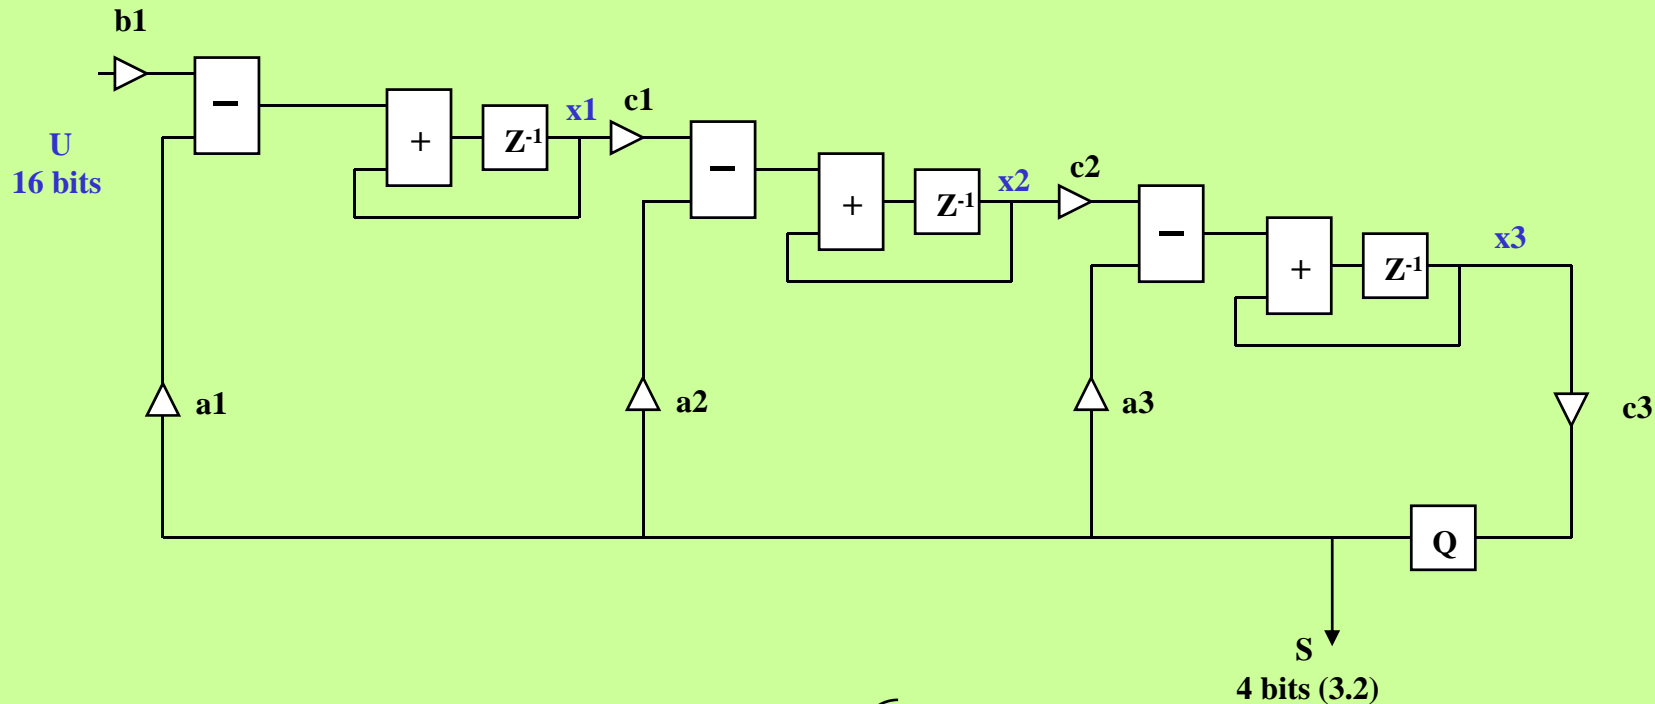 b1
U
16 bits
−
+
Z-1
x1
c1
−
+
Z-1
x2
c2
−
+
Z-1
x3
a1
a2
a3
c3
Q
S
4 bits (3.2)